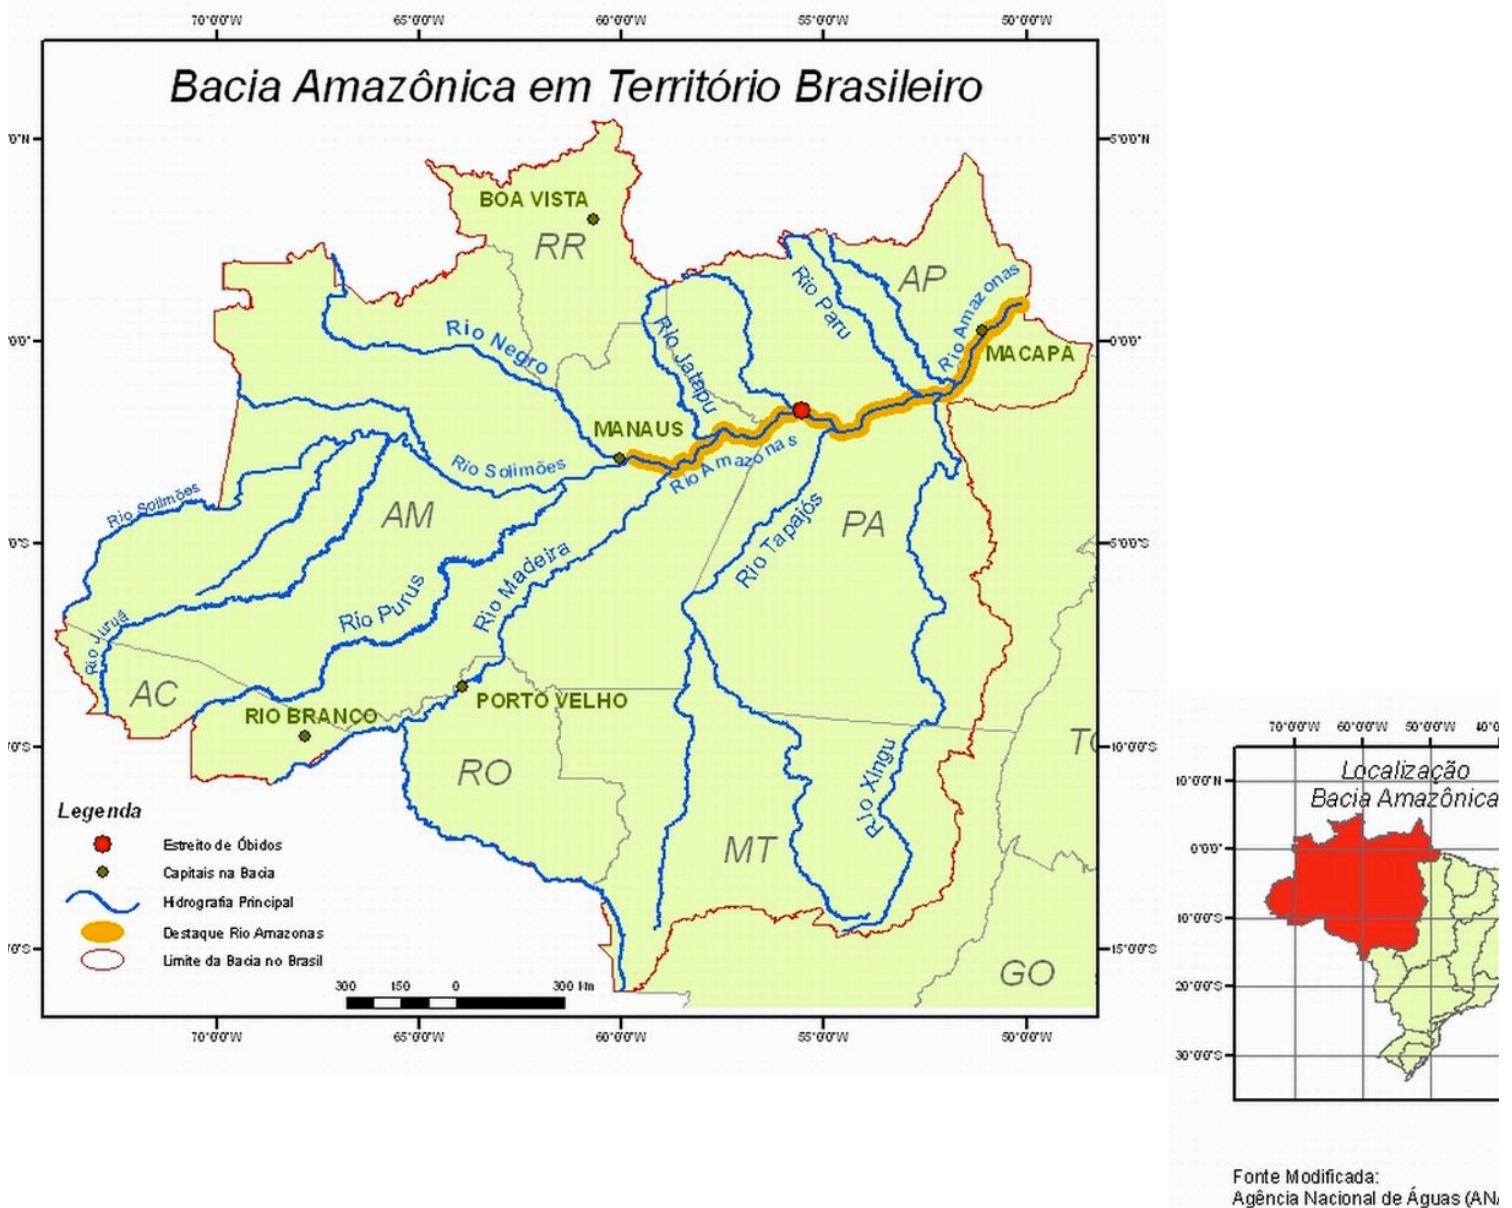 70°0'0"W 65°0'0"W 60°0'0"W 55°0'0"W 50°0'0"W
Bacia Amazônica em Território Brasileiro
5°0'0"N
BOA VISTA
RR
AP
Rio Paru
Rio Amazonas
Rio Negro
Rio Jatapu
0°0'0"
MACAPÁ
MANAUS
Rio Solimões
Rio Amazonas
Rio Solimões
AM
PA
Rio Tapajós
5°0'0"S
Rio Madeira
Rio Purus
Rio Juruá
AC
PORTO VELHO
RIO BRANCO
RO
Rio Xingu
10°0'0"S
MT
GO
15°0'0"S
Legenda
Estreito de Óbidos
Capitais na Bacia
Hidrografia Principal
Destaque Rio Amazonas
Limite da Bacia no Brasil
300 150 0 300 Km
70°0'0"W 65°0'0"W 60°0'0"W 55°0'0"W 50°0'0"W
70°0'0"W 60°0'0"W 50°0'0"W
Localização
Bacia Amazônica
10°0'0"N
0°0'0"
10°0'0"S
20°0'0"S
30°0'0"S
Fonte Modificada:
Agência Nacional de Águas (ANA